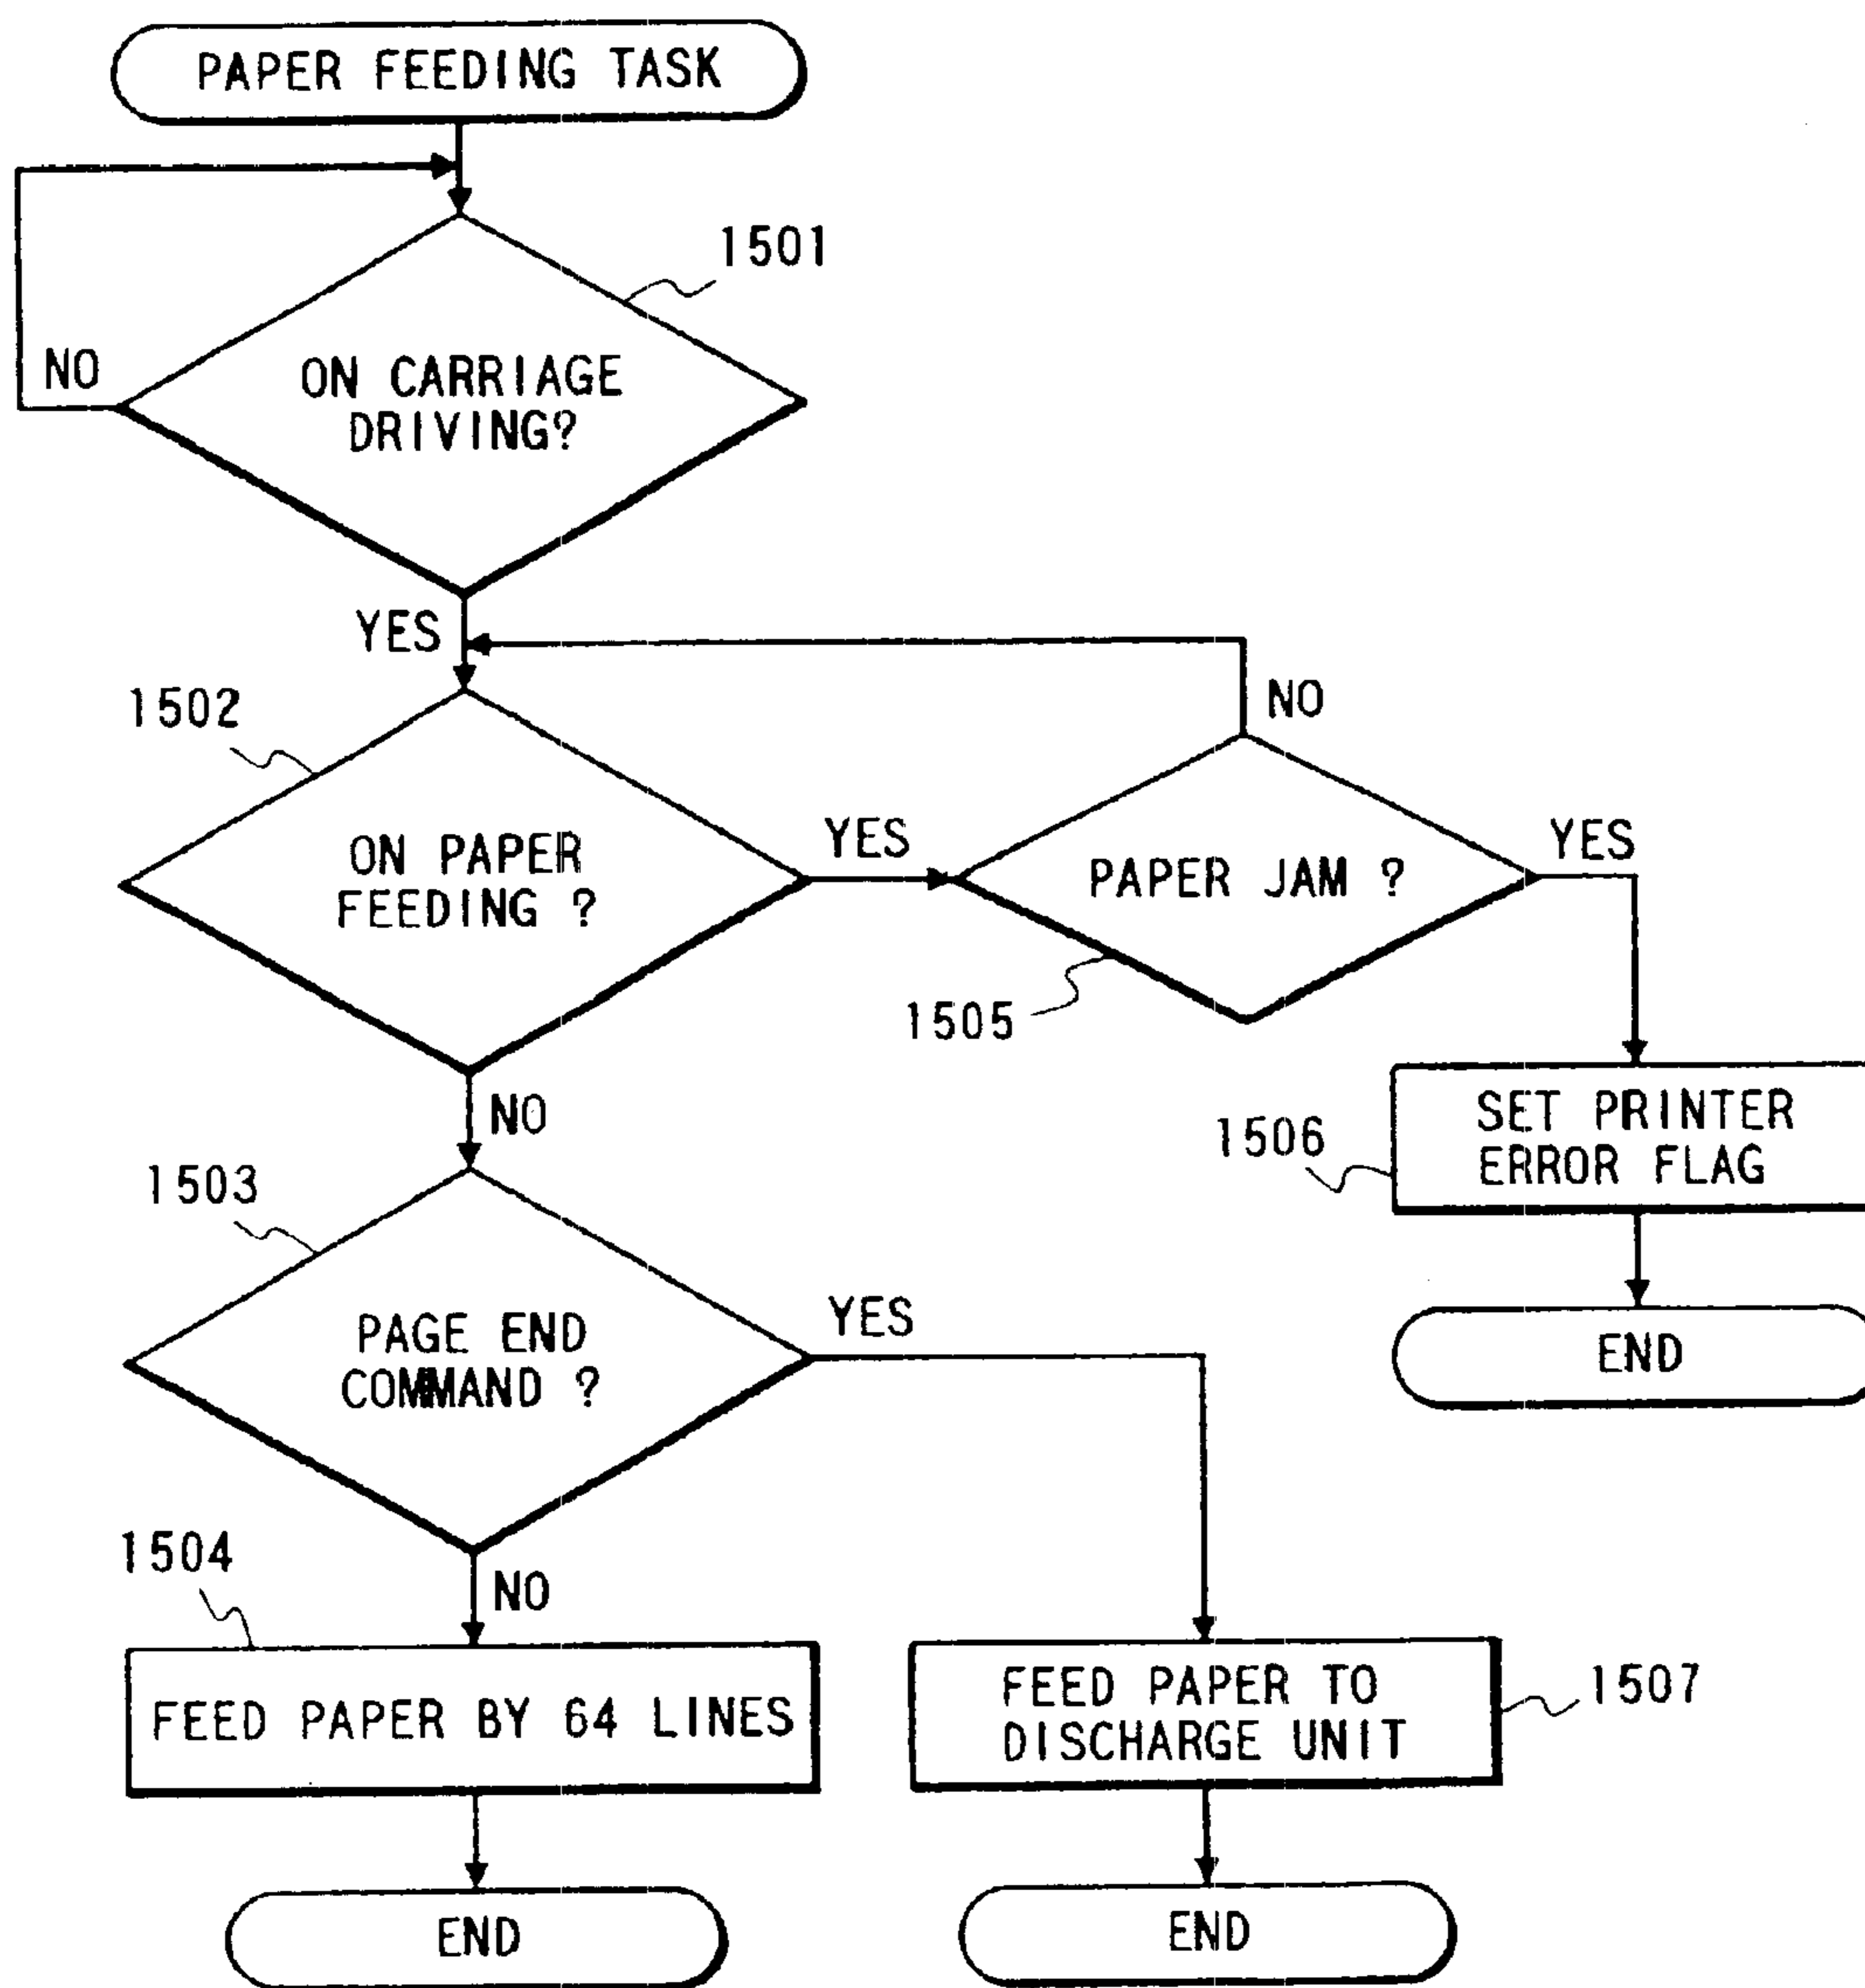 PAPER FEEDING TASK
1501
NO
ON CARRIAGE
DRIVING?
YES
1502
NO
ON PAPER
FEEDING ?
YES
PAPER JAM ?
YES
1505
NO
1506
SET PRINTER
ERROR FLAG
END
1503
PAGE END
COMMAND ?
YES
1504
NO
FEED PAPER BY 64 LINES
FEED PAPER TO
DISCHARGE UNIT
1507
END
END